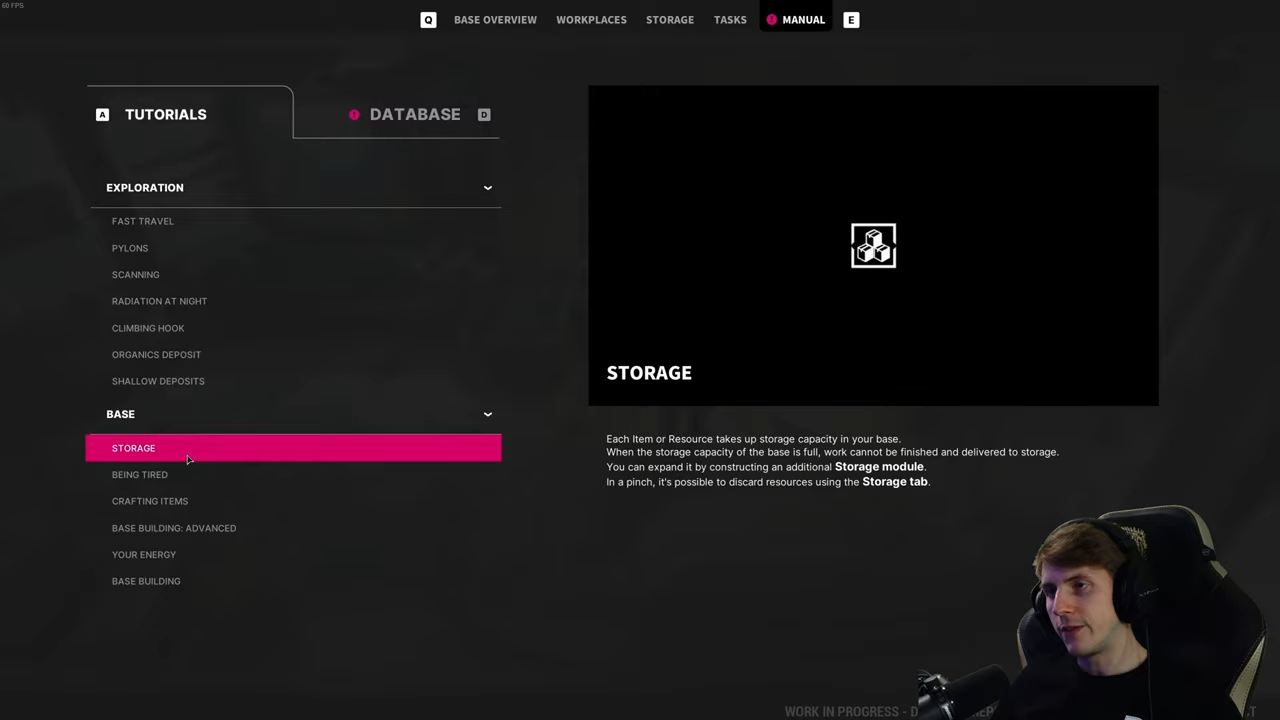 60 FPS
Q BASE OVERVIEW WORKPLACES STORAGE TASKS ! MANUAL E
A TUTORIALS ! DATABASE D
EXPLORATION
FAST TRAVEL
PYLONS
SCANNING
RADIATION AT NIGHT
CLIMBING HOOK
ORGANICS DEPOSIT
SHALLOW DEPOSITS
BASE
STORAGE
BEING TIRED
CRAFTING ITEMS
BASE BUILDING: ADVANCED
YOUR ENERGY
BASE BUILDING
STORAGE
Each Item or Resource takes up storage capacity in your base.
When the storage capacity of the base is full, work cannot be finished and delivered to storage.
You can expand it by constructing an additional Storage module.
In a pinch, it's possible to discard resources using the Storage tab.
WORK IN PROGRESS -